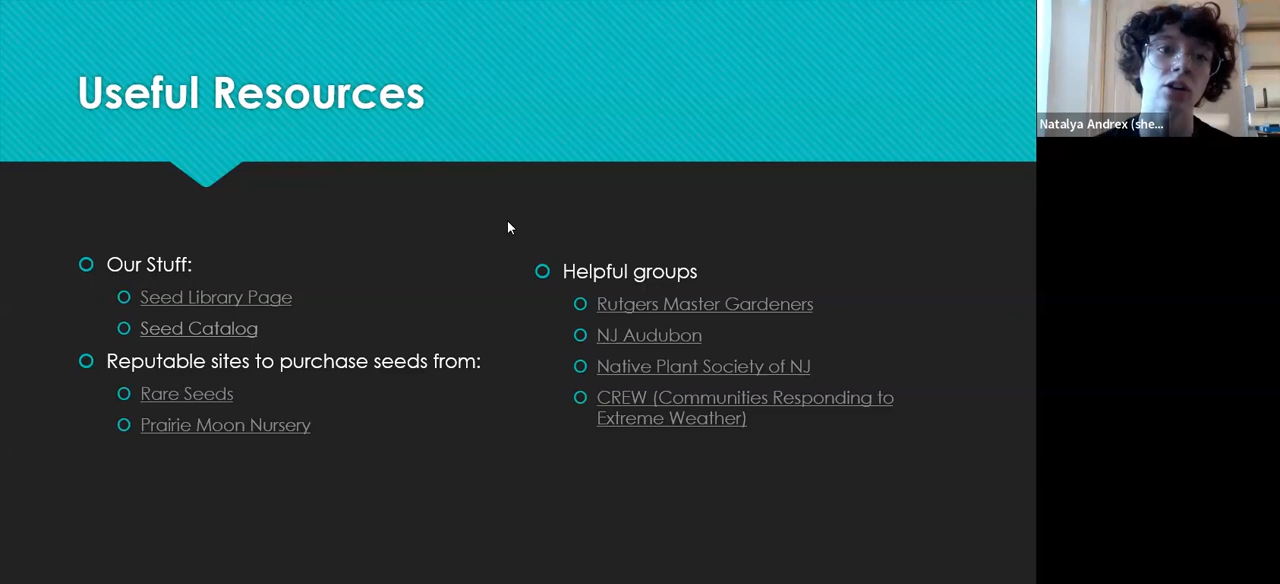 Useful Resources
Our Stuff:
Seed Library Page
Seed Catalog
Reputable sites to purchase seeds from:
Rare Seeds
Prairie Moon Nursery
Helpful groups
Rutgers Master Gardeners
NJ Audubon
Native Plant Society of NJ
CREW (Communities Responding to
Extreme Weather)
Natalya Andrex (she...